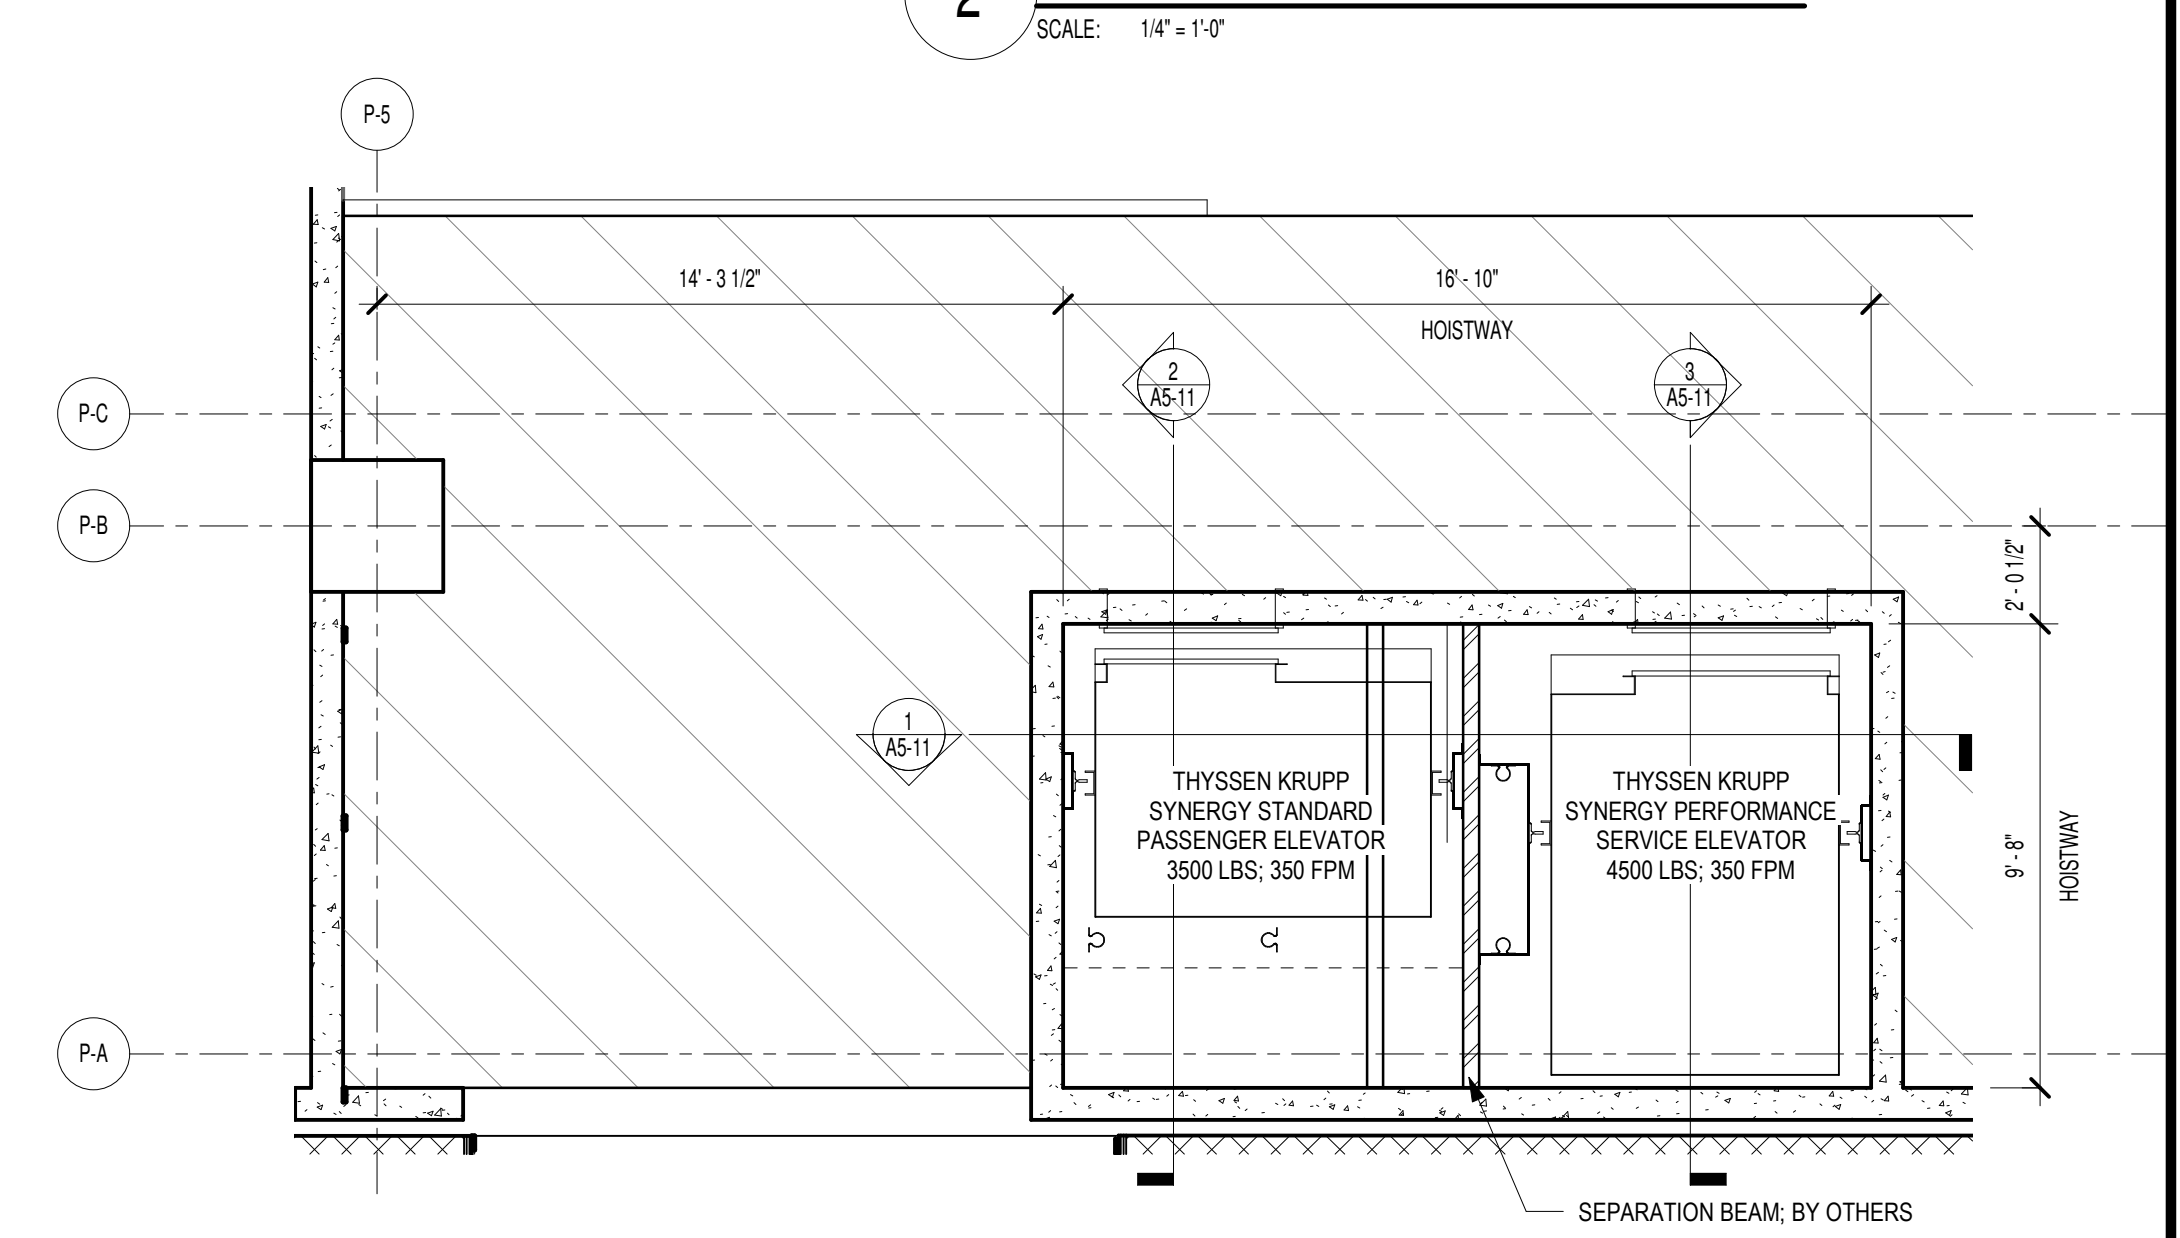 2
SCALE: 1/4" = 1'-0"
P-5
14' - 3 1/2"
16' - 10"
HOISTWAY
2
A5-11
3
A5-11
P-C
P-B
2' - 0 1/2"
1
A5-11
THYSSEN KRUPP
SYNERGY STANDARD
PASSENGER ELEVATOR
3500 LBS; 350 FPM
THYSSEN KRUPP
SYNERGY PERFORMANCE
SERVICE ELEVATOR
4500 LBS; 350 FPM
9' - 8"
HOISTWAY
P-A
SEPARATION BEAM; BY OTHERS